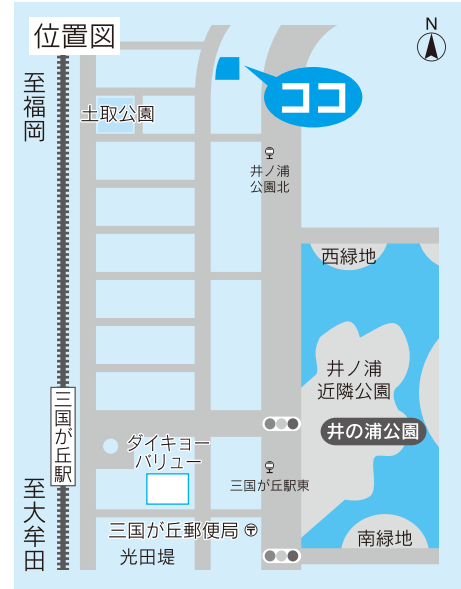 位置図
N
至福岡
ココ
土取公園
井ノ浦
公園北
西緑地
井ノ浦
近隣公園
三国が丘駅
井の浦公園
ダイキョー
バリュー
三国が丘駅東
至大牟田
三国が丘郵便局〶
光田堤
南緑地